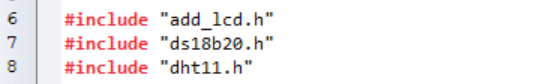 6 #include "add_lcd.h"
7 #include "ds18b20.h"
8 #include "dht11.h"